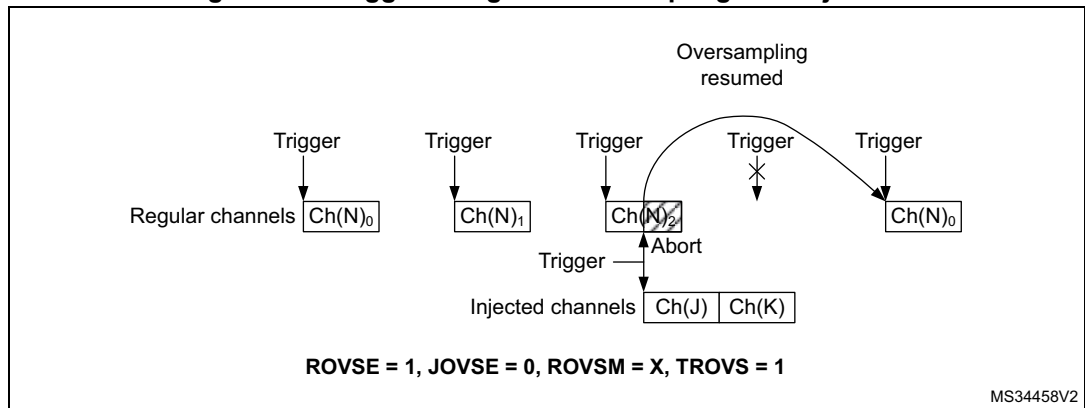 Oversampling
resumed
Trigger Trigger Trigger Trigger Trigger
Regular channels Ch(N)₀ Ch(N)₁ Ch(N)₂ Ch(N)₀
Abort
Trigger
Injected channels Ch(J) Ch(K)
ROVSE = 1, JOVSE = 0, ROVSM = X, TROVS = 1
MS34458V2